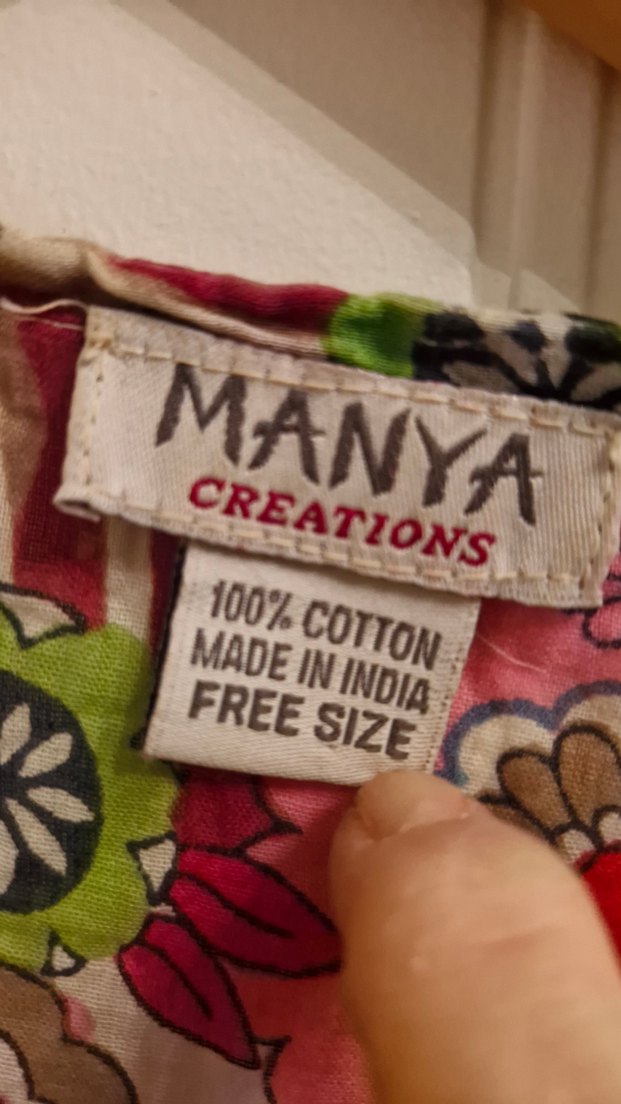 MANYA
CREATIONS
100% COTTON
MADE IN INDIA
FREE SIZE